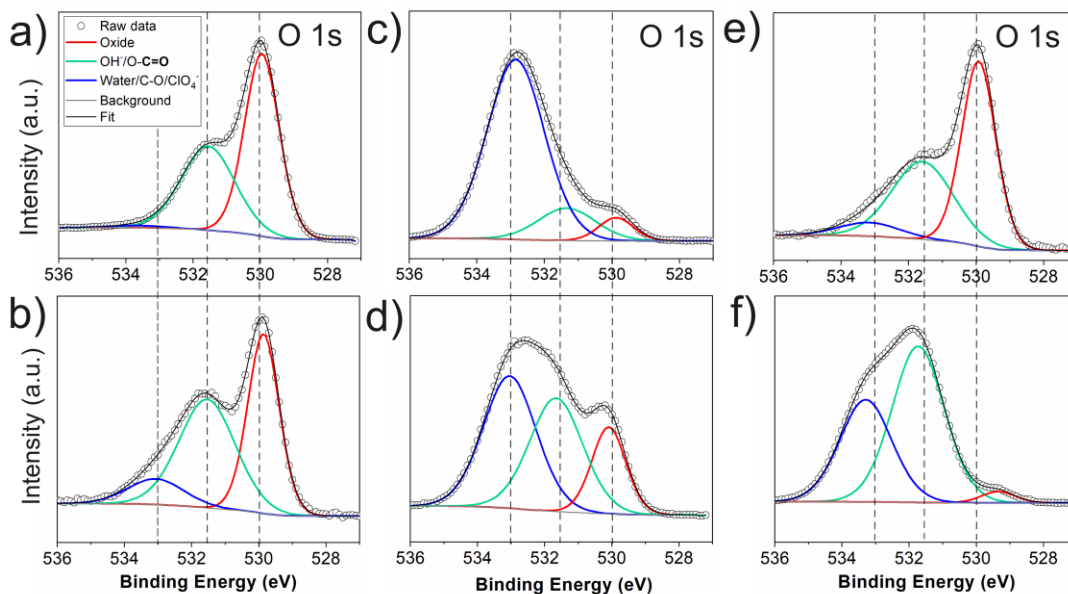 a)
Raw data
Oxide
OH⁻/O-C=O
Water/C-O/ClO₄⁻
Background
Fit
O 1s
Intensity (a.u.)
536 534 532 530 528
c)
536 534 532 530 528
e)
O 1s
536 534 532 530 528
b)
Intensity (a.u.)
536 534 532 530 528
Binding Energy (eV)
d)
536 534 532 530 528
Binding Energy (eV)
f)
536 534 532 530 528
Binding Energy (eV)